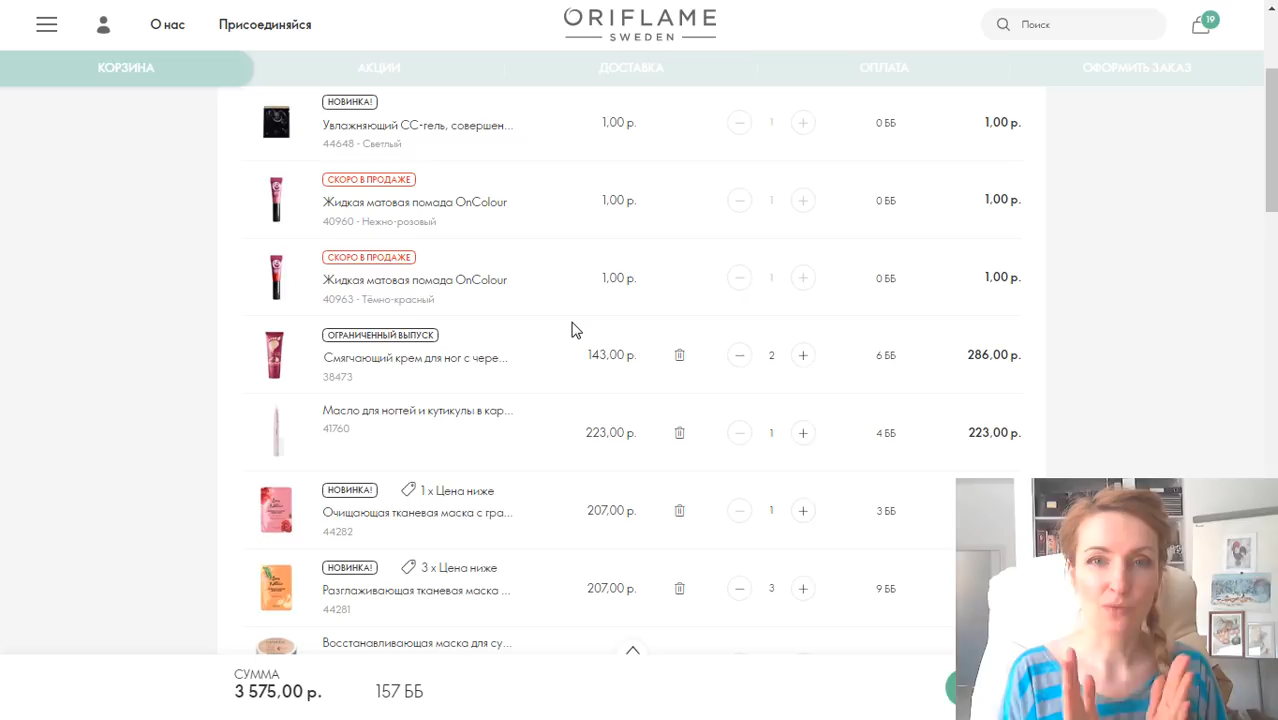 О нас
Присоединяйся
ORIFLAME
SWEDEN
Поиск
19
КОРЗИНА
АКЦИИ
ДОСТАВКА
ОПЛАТА
ОФОРМИТЬ ЗАКАЗ
НОВИНКА!
Увлажняющий СС-гель, совершен...
44648 - Светлый
1,00 р.
1
0 ББ
1,00 р.
СКОРО В ПРОДАЖЕ
Жидкая матовая помада OnColour
40960 - Нежно-розовый
1,00 р.
1
0 ББ
1,00 р.
СКОРО В ПРОДАЖЕ
Жидкая матовая помада OnColour
40963 - Тёмно-красный
1,00 р.
1
0 ББ
1,00 р.
ОГРАНИЧЕННЫЙ ВЫПУСК
Смягчающий крем для ног с чере...
38473
143,00 р.
2
6 ББ
286,00 р.
Масло для ногтей и кутикулы в кар...
41760
223,00 р.
1
4 ББ
223,00 р.
НОВИНКА!
1 x Цена ниже
Очищающая тканевая маска с гра...
44282
207,00 р.
1
3 ББ
НОВИНКА!
3 x Цена ниже
Разглаживающая тканевая маска ...
44281
207,00 р.
3
9 ББ
Восстанавливающая маска для су...
СУММА
3 575,00 р.
157 ББ